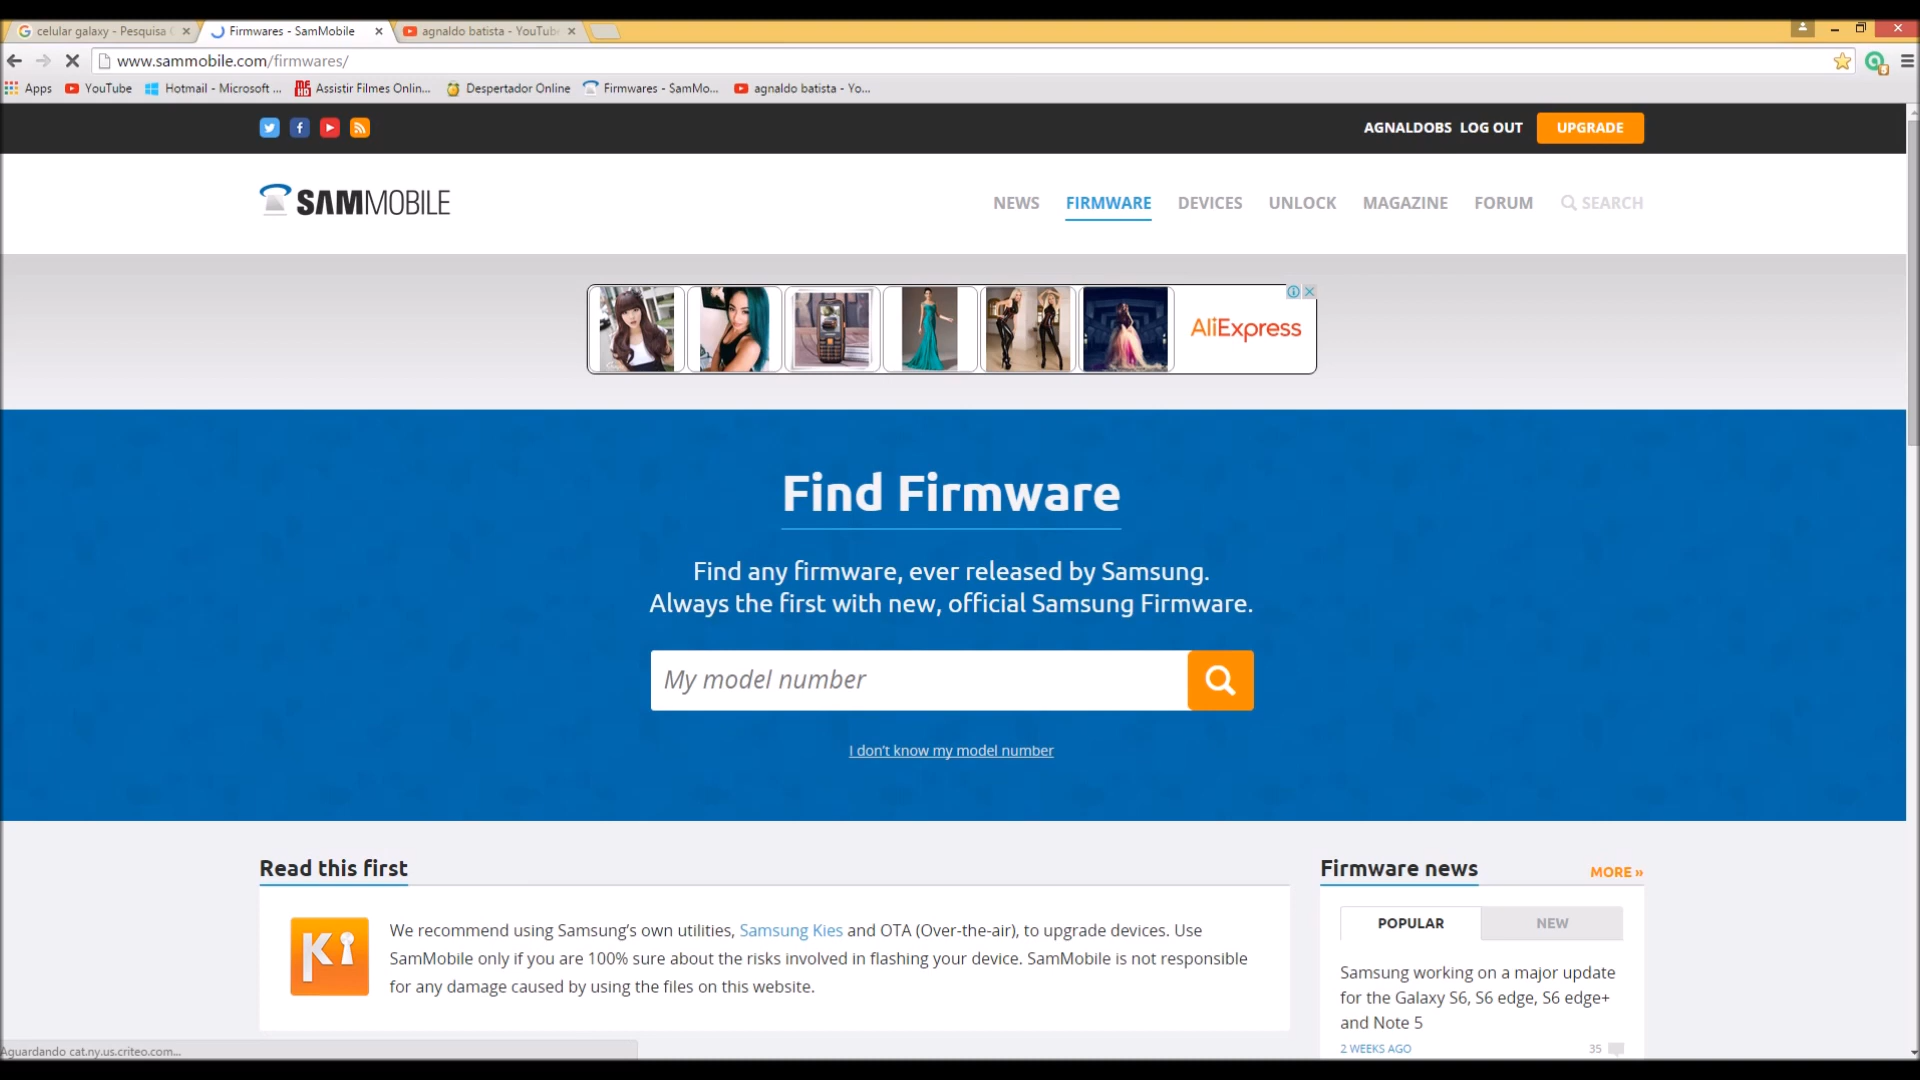 celular galaxy - Pesquisa
Firmwares - SamMobile
agnaldo batista - YouTube
www.sammobile.com/firmwares/
Apps
YouTube
Hotmail - Microsoft ...
Assistir Filmes Onlin...
Despertador Online
Firmwares - SamMo...
agnaldo batista - Yo...
AGNALDOBS LOG OUT UPGRADE
SAMMOBILE
NEWS FIRMWARE DEVICES UNLOCK MAGAZINE FORUM SEARCH
AliExpress
Find Firmware
Find any firmware, ever released by Samsung.
Always the first with new, official Samsung Firmware.
My model number
I don't know my model number
Read this first
We recommend using Samsung's own utilities, Samsung Kies and OTA (Over-the-air), to upgrade devices. Use
SamMobile only if you are 100% sure about the risks involved in flashing your device. SamMobile is not responsible
for any damage caused by using the files on this website.
Firmware news
MORE »
POPULAR NEW
Samsung working on a major update
for the Galaxy S6, S6 edge, S6 edge+
and Note 5
2 WEEKS AGO 35
Aguardando cat.ny.us.criteo.com...